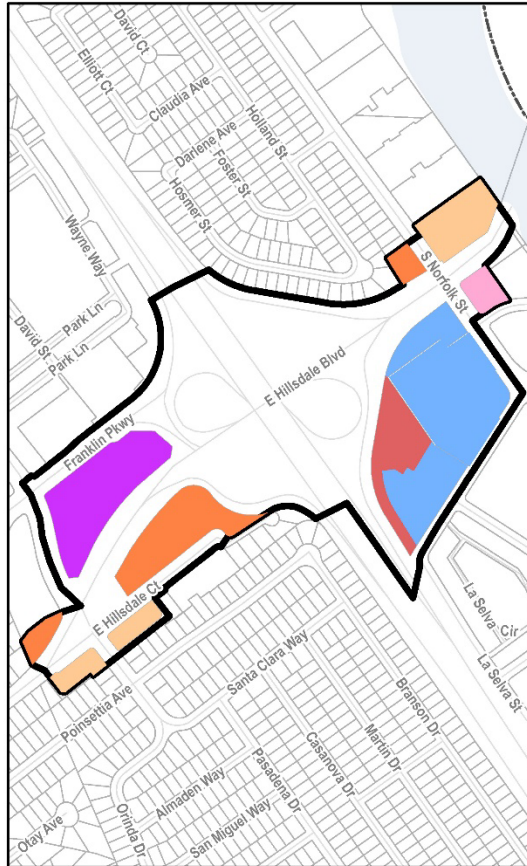 David Ct
Elliott Ct
Claudia Ave
Holland St
Darlene Ave
Foster St
Hosmer St
Wayne Way
S Norfolk St
Park Ln
David St
Park Ln
E Hillsdale Blvd
Franklin Pkwy
E Hillsdale Ct
La Selva Cir
La Selva St
Poinsettia Ave
Santa Clara Way
Branson Dr
Martin Dr
Casanova Dr
Pasadena Dr
Almaden Way
San Miguel Way
Orinda Dr
Otay Ave